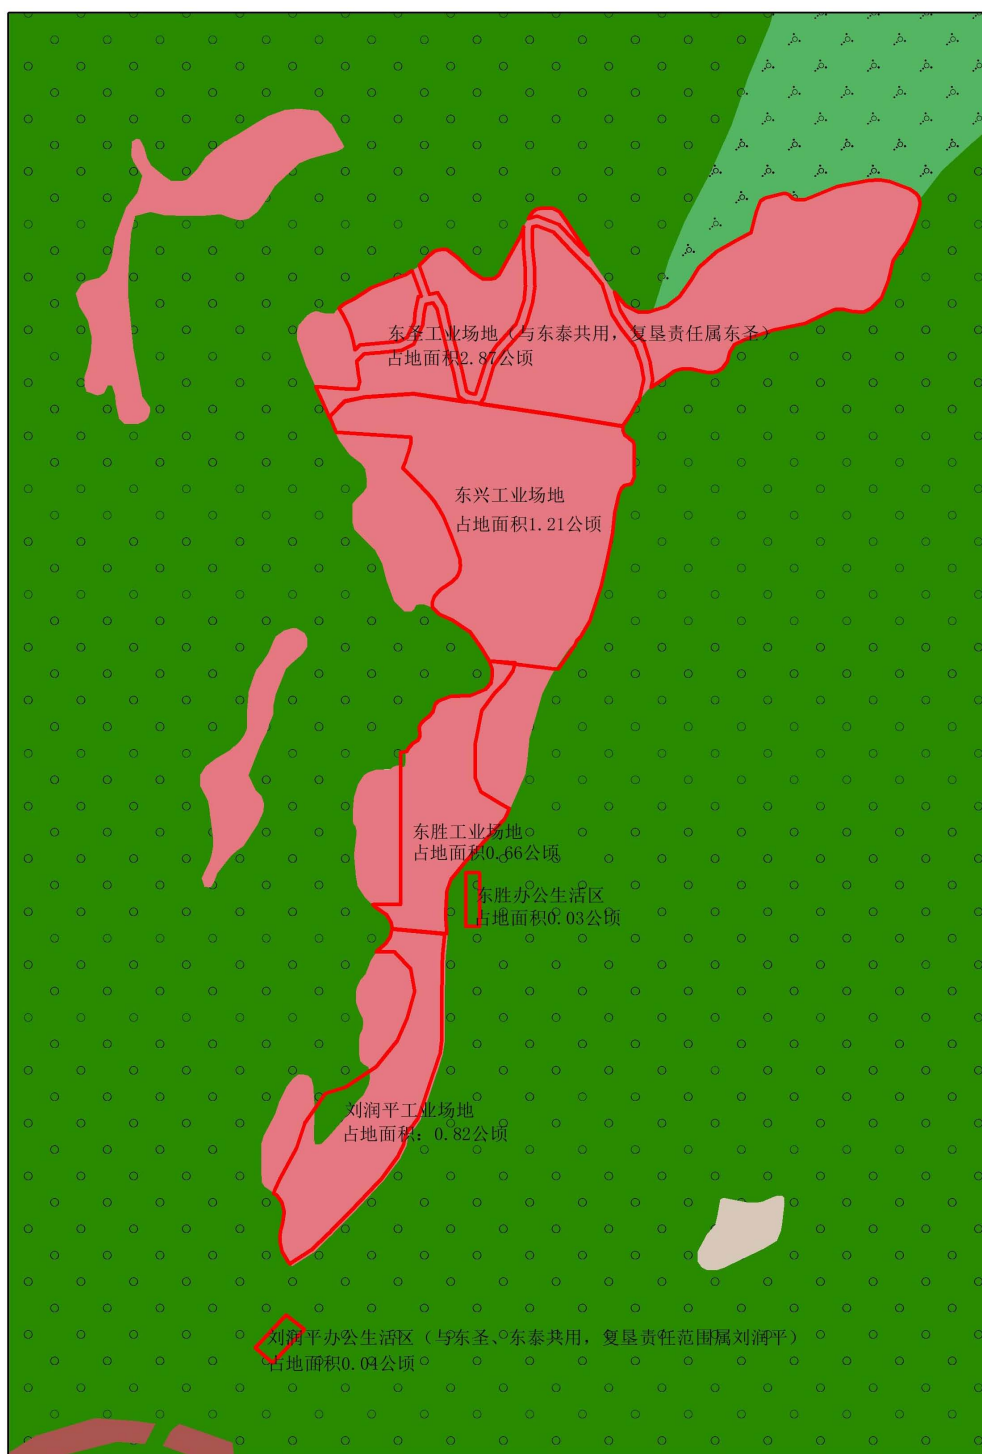 东圣工业场地（与东泰共用，复垦责任属东圣）
占地面积2.87公顷
东兴工业场地
占地面积1.21公顷
东胜工业场地
占地面积0.66公顷
东胜办公生活区
占地面积0.03公顷
刘润平工业场地
占地面积：0.82公顷
刘润平办公生活区（与东圣、东泰共用，复垦责任范围属刘润平）
占地面积0.04公顷